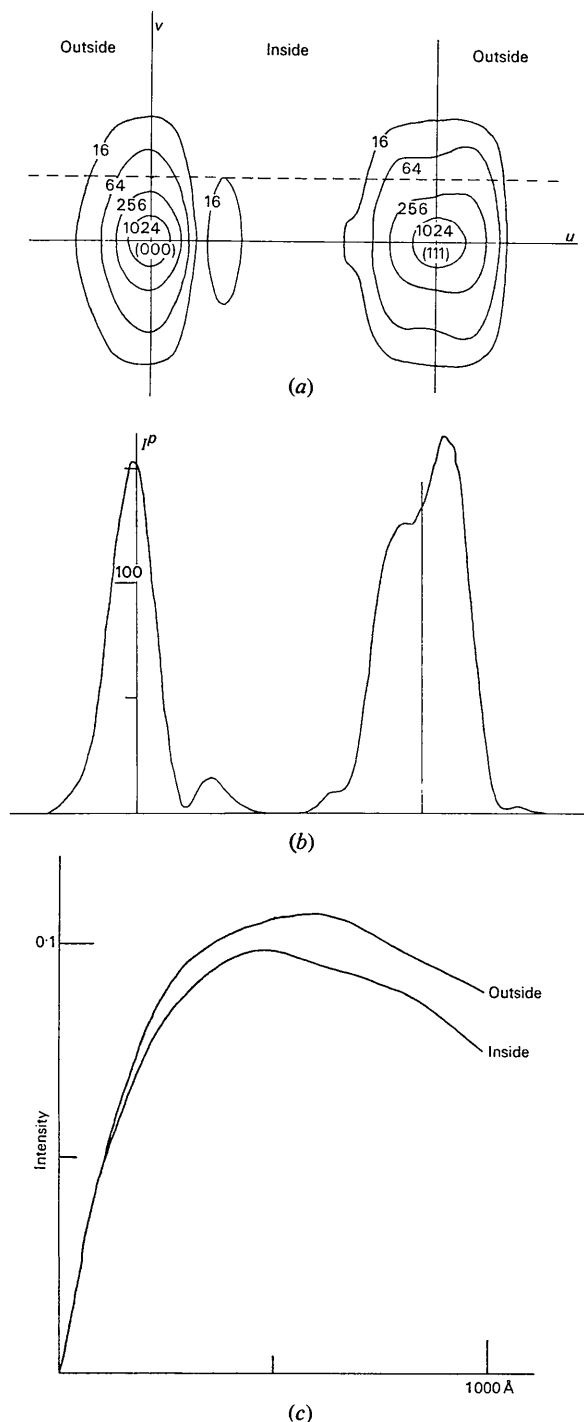 v
Outside Inside Outside
16 16
64 64
256 16 256
1024 1024
(000) (111) u
(a)
I^p
100
(b)
0·1
Outside
Inside
Intensity
1000 Å
(c)